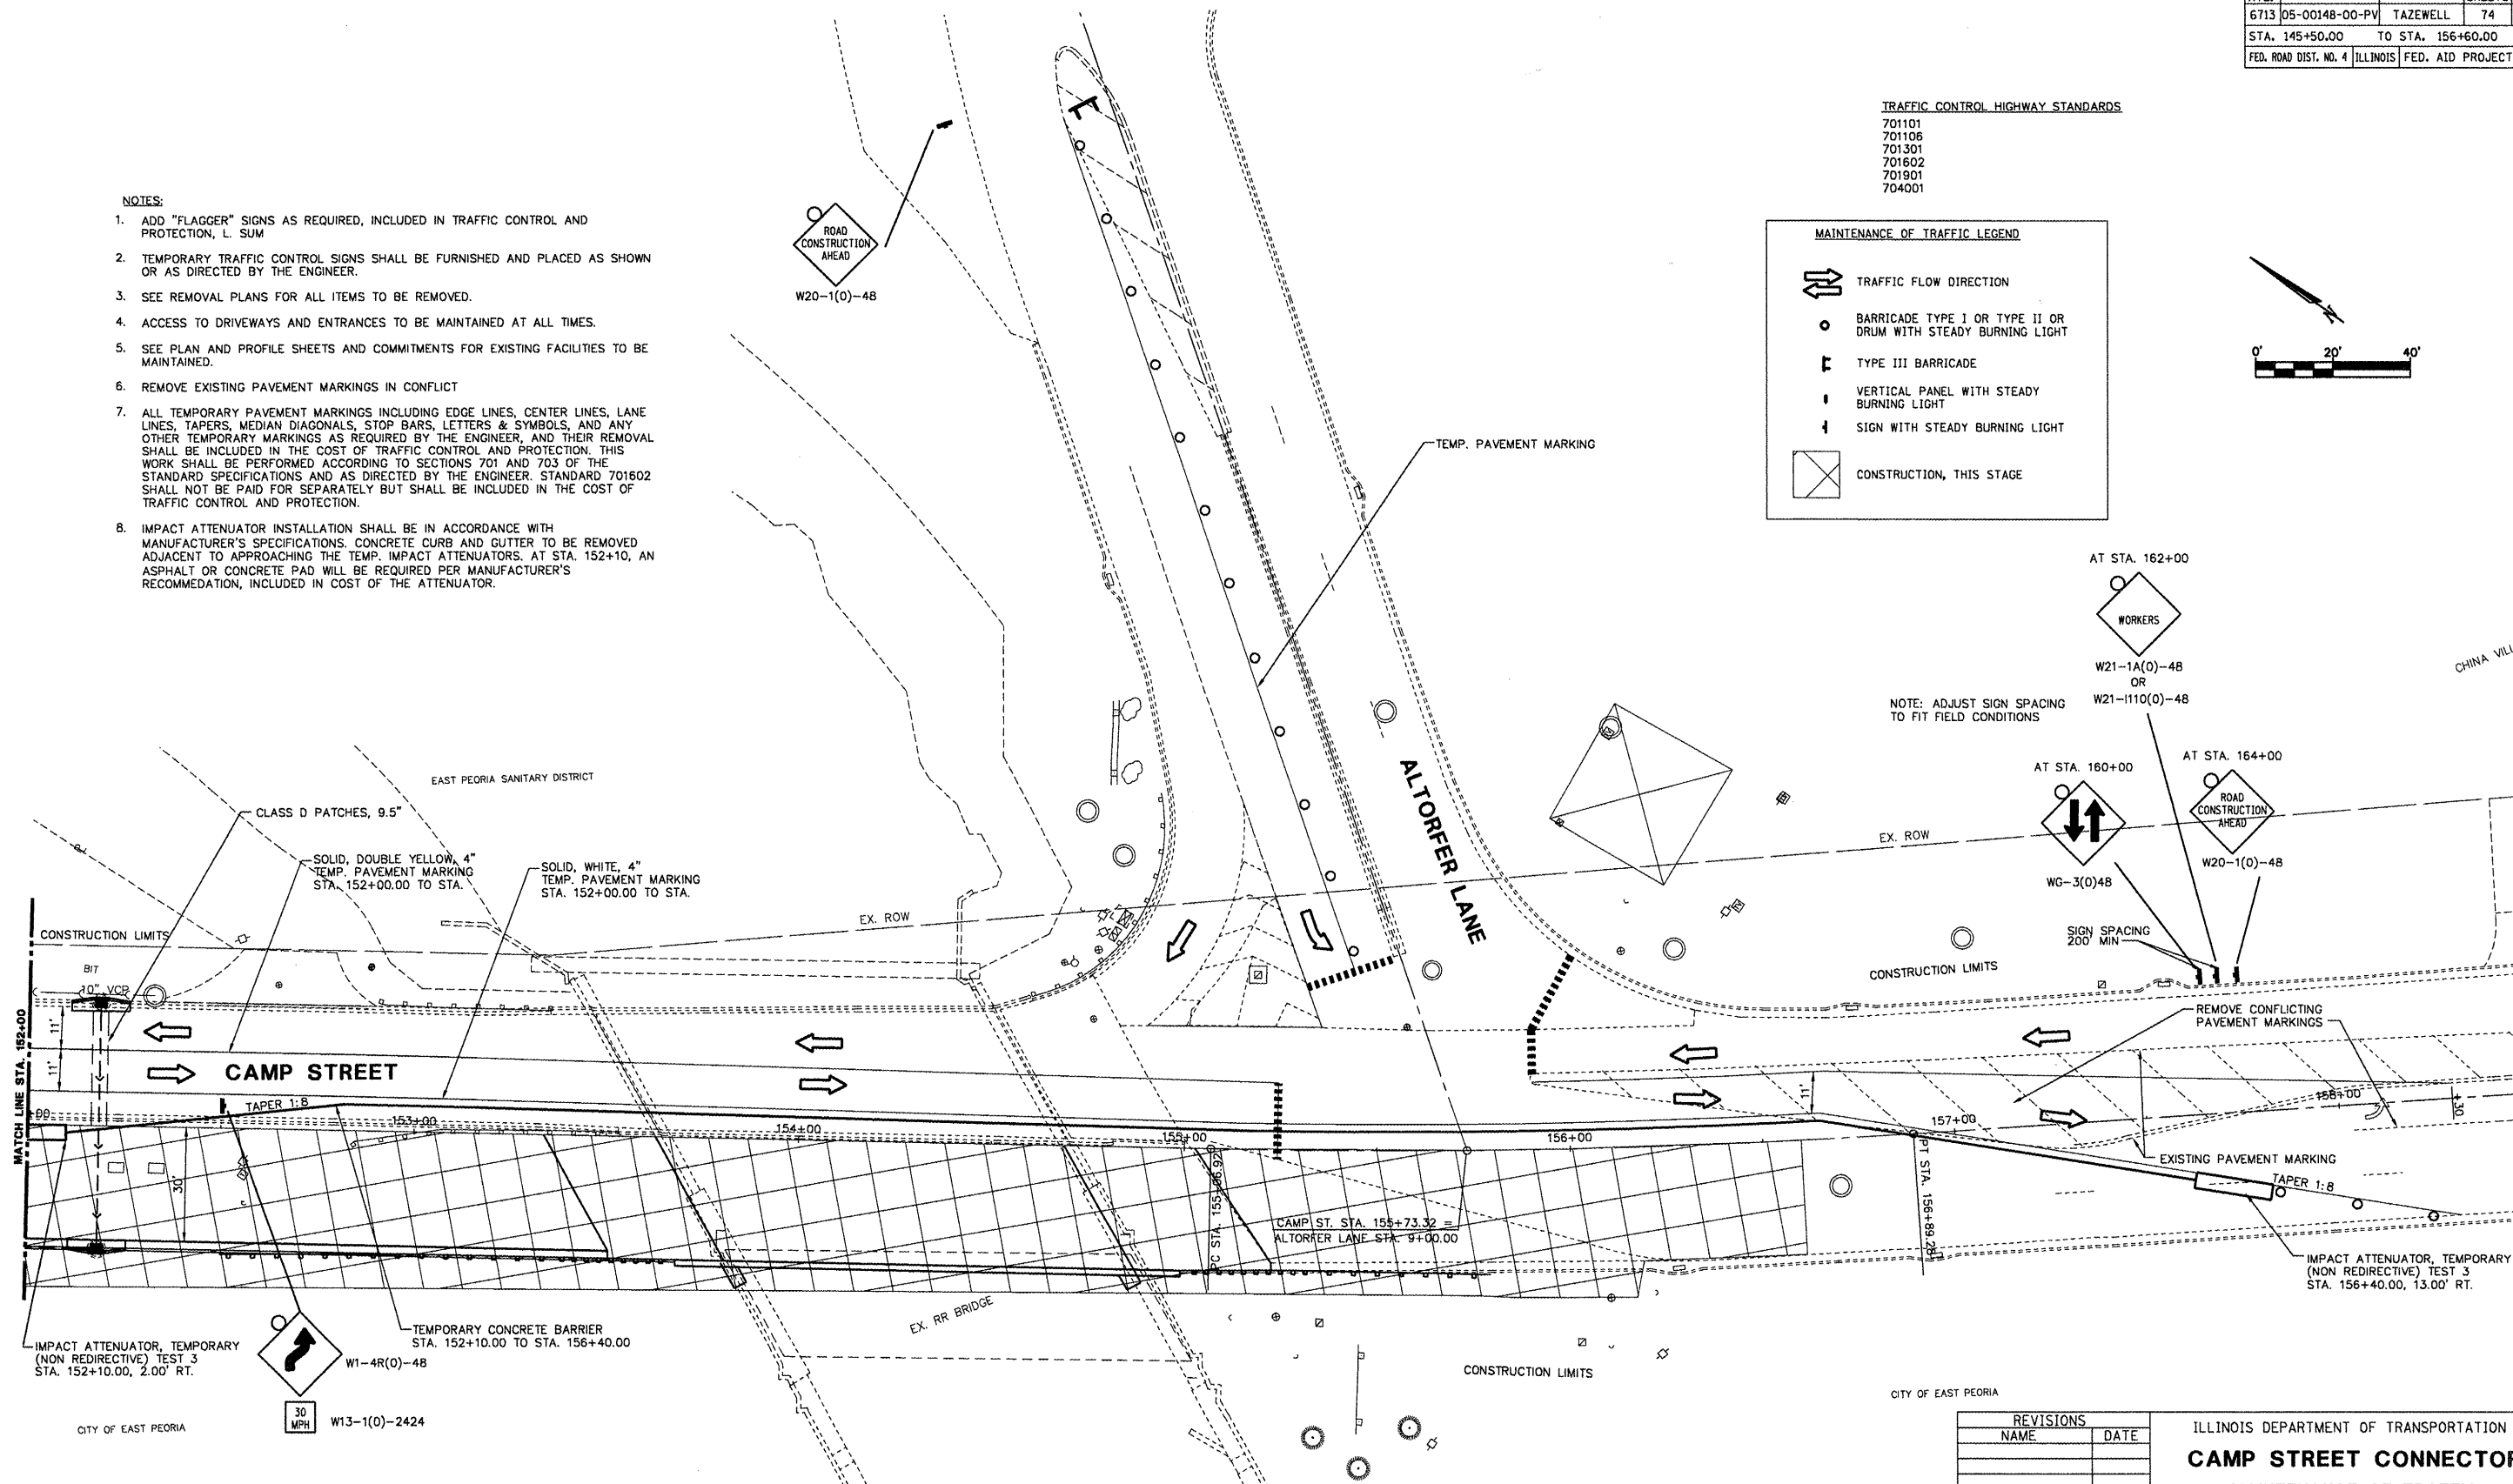 6713 05-00148-00-PV TAZEWELL 74
STA. 145+50.00 TO STA. 156+60.00
FED. ROAD DIST. NO. 4 ILLINOIS FED. AID PROJECT
TRAFFIC CONTROL HIGHWAY STANDARDS
701101
701106
701301
701602
701901
704001
NOTES:
1. ADD "FLAGGER" SIGNS AS REQUIRED, INCLUDED IN TRAFFIC CONTROL AND
PROTECTION, L. SUM
2. TEMPORARY TRAFFIC CONTROL SIGNS SHALL BE FURNISHED AND PLACED AS SHOWN
OR AS DIRECTED BY THE ENGINEER.
3. SEE REMOVAL PLANS FOR ALL ITEMS TO BE REMOVED.
4. ACCESS TO DRIVEWAYS AND ENTRANCES TO BE MAINTAINED AT ALL TIMES.
5. SEE PLAN AND PROFILE SHEETS AND COMMITMENTS FOR EXISTING FACILITIES TO BE
MAINTAINED.
6. REMOVE EXISTING PAVEMENT MARKINGS IN CONFLICT
7. ALL TEMPORARY PAVEMENT MARKINGS INCLUDING EDGE LINES, CENTER LINES, LANE
LINES, TAPERS, MEDIAN DIAGONALS, STOP BARS, LETTERS & SYMBOLS, AND ANY
OTHER TEMPORARY MARKINGS AS REQUIRED BY THE ENGINEER, AND THEIR REMOVAL
SHALL BE INCLUDED IN THE COST OF TRAFFIC CONTROL AND PROTECTION. THIS
WORK SHALL BE PERFORMED ACCORDING TO SECTIONS 701 AND 703 OF THE
STANDARD SPECIFICATIONS AND AS DIRECTED BY THE ENGINEER. STANDARD 701602
SHALL NOT BE PAID FOR SEPARATELY BUT SHALL BE INCLUDED IN THE COST OF
TRAFFIC CONTROL AND PROTECTION.
8. IMPACT ATTENUATOR INSTALLATION SHALL BE IN ACCORDANCE WITH
MANUFACTURER'S SPECIFICATIONS. CONCRETE CURB AND GUTTER TO BE REMOVED
ADJACENT TO APPROACHING THE TEMP. IMPACT ATTENUATORS. AT STA. 152+10, AN
ASPHALT OR CONCRETE PAD WILL BE REQUIRED PER MANUFACTURER'S
RECOMMEDATION, INCLUDED IN COST OF THE ATTENUATOR.
ROAD
CONSTRUCTION
AHEAD
W20-1(O)-48
MAINTENANCE OF TRAFFIC LEGEND
TRAFFIC FLOW DIRECTION
BARRICADE TYPE I OR TYPE II OR
DRUM WITH STEADY BURNING LIGHT
TYPE III BARRICADE
VERTICAL PANEL WITH STEADY
BURNING LIGHT
SIGN WITH STEADY BURNING LIGHT
CONSTRUCTION, THIS STAGE
N
0' 20' 40'
TEMP. PAVEMENT MARKING
AT STA. 162+00
WORKERS
W21-1A(O)-48
OR
W21-I110(O)-48
NOTE: ADJUST SIGN SPACING
TO FIT FIELD CONDITIONS
AT STA. 160+00
WG-3(O)48
AT STA. 164+00
ROAD
CONSTRUCTION
AHEAD
W20-1(O)-48
SIGN SPACING
200' MIN
ALTORFER LANE
EX. ROW
EX. ROW
EAST PEORIA SANITARY DISTRICT
CLASS D PATCHES, 9.5"
SOLID, DOUBLE YELLOW, 4"
TEMP. PAVEMENT MARKING
STA. 152+00.00 TO STA.
SOLID, WHITE, 4"
TEMP. PAVEMENT MARKING
STA. 152+00.00 TO STA.
CONSTRUCTION LIMITS
BIT
10" VCP
11'
11'
MATCH LINE STA. 152+00
CAMP STREET
TAPER 1:8
30'
+00
153+00
154+00
155+00
156+00
157+00
158+00
+30
11'
CONSTRUCTION LIMITS
REMOVE CONFLICTING
PAVEMENT MARKINGS
EXISTING PAVEMENT MARKING
TAPER 1:8
PC STA. 155+06.92
PT STA. 156+89.28
CAMP ST. STA. 155+73.32 =
ALTORFER LANE STA. 9+00.00
IMPACT ATTENUATOR, TEMPORARY
(NON REDIRECTIVE) TEST 3
STA. 156+40.00, 13.00' RT.
IMPACT ATTENUATOR, TEMPORARY
(NON REDIRECTIVE) TEST 3
STA. 152+10.00, 2.00' RT.
W1-4R(O)-48
30
MPH
W13-1(O)-2424
TEMPORARY CONCRETE BARRIER
STA. 152+10.00 TO STA. 156+40.00
EX. RR BRIDGE
CONSTRUCTION LIMITS
CITY OF EAST PEORIA
CITY OF EAST PEORIA
REVISIONS
NAME DATE
ILLINOIS DEPARTMENT OF TRANSPORTATION
CAMP STREET CONNECTOR